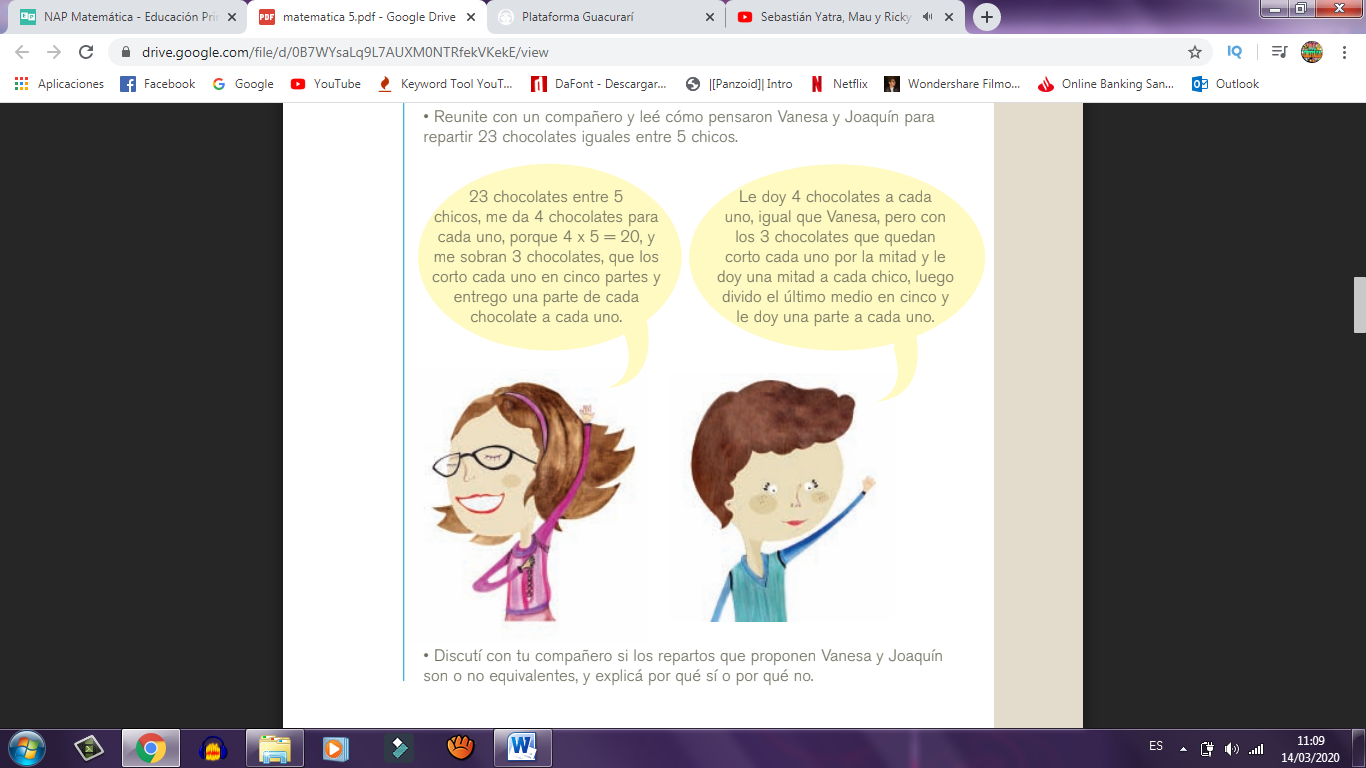 NAP Matemática - Educación Pri
matematica 5.pdf - Google Drive
Plataforma Guacurarí
Sebastián Yatra, Mau y Ricky
drive.google.com/file/d/0B7WYsaLq9L7AUXM0NTRfekVKekE/view
Aplicaciones
Facebook
Google
YouTube
Keyword Tool YouT...
DaFont - Descargar...
|[Panzoid]| Intro
Netflix
Wondershare Filmo...
Online Banking San...
Outlook
• Reunite con un compañero y leé cómo pensaron Vanesa y Joaquín para
repartir 23 chocolates iguales entre 5 chicos.
23 chocolates entre 5
chicos, me da 4 chocolates para
cada uno, porque 4 x 5 = 20, y
me sobran 3 chocolates, que los
corto cada uno en cinco partes y
entrego una parte de cada
chocolate a cada uno.
Le doy 4 chocolates a cada
uno, igual que Vanesa, pero con
los 3 chocolates que quedan
corto cada uno por la mitad y le
doy una mitad a cada chico, luego
divido el último medio en cinco y
le doy una parte a cada uno.
• Discutí con tu compañero si los repartos que proponen Vanesa y Joaquín
son o no equivalentes, y explicá por qué sí o por qué no.
ES
11:09
14/03/2020